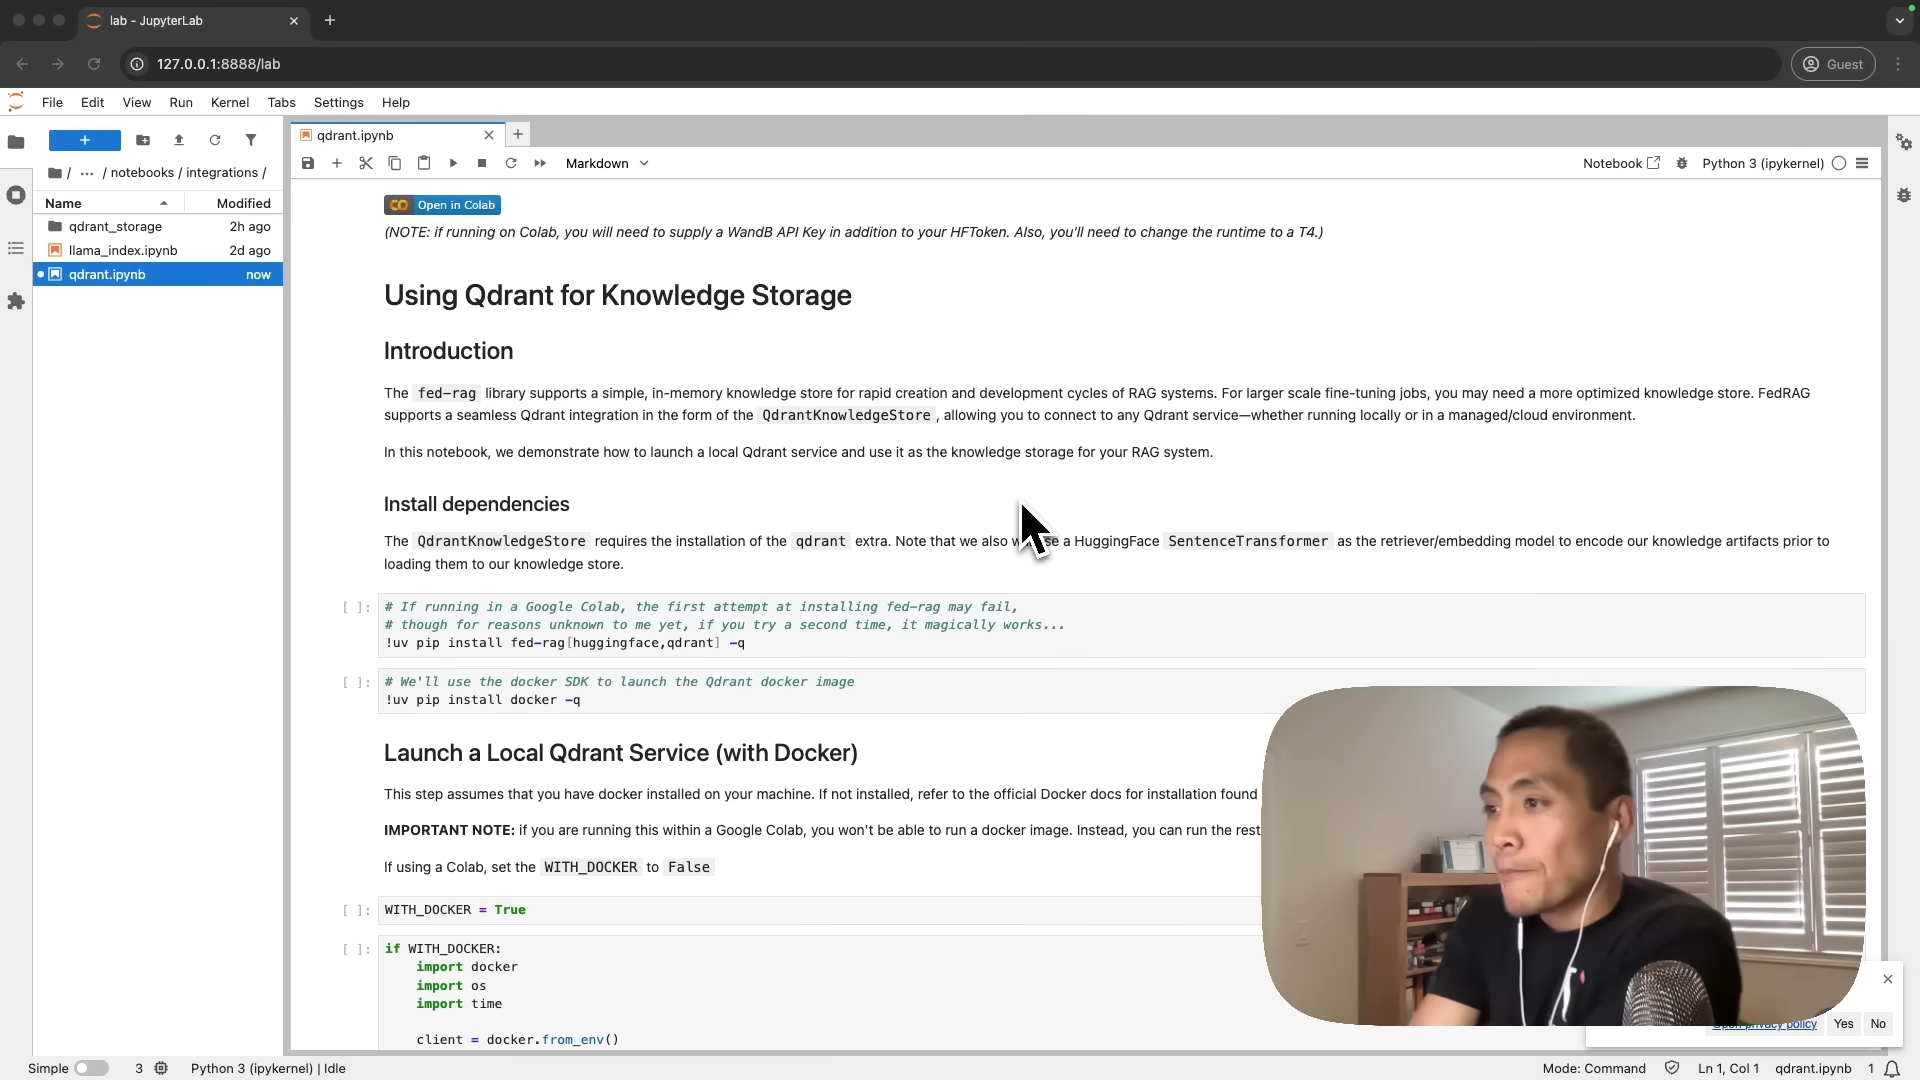 lab - JupyterLab
127.0.0.1:8888/lab
Guest
File Edit View Run Kernel Tabs Settings Help
/ ··· / notebooks / integrations /
Name Modified
qdrant_storage 2h ago
llama_index.ipynb 2d ago
qdrant.ipynb now
qdrant.ipynb
Markdown
Notebook
Python 3 (ipykernel)
Open in Colab
(NOTE: if running on Colab, you will need to supply a WandB API Key in addition to your HFToken. Also, you'll need to change the runtime to a T4.)
Using Qdrant for Knowledge Storage
Introduction
The fed-rag library supports a simple, in-memory knowledge store for rapid creation and development cycles of RAG systems. For larger scale fine-tuning jobs, you may need a more optimized knowledge store. FedRAG
supports a seamless Qdrant integration in the form of the QdrantKnowledgeStore , allowing you to connect to any Qdrant service—whether running locally or in a managed/cloud environment.
In this notebook, we demonstrate how to launch a local Qdrant service and use it as the knowledge storage for your RAG system.
Install dependencies
The QdrantKnowledgeStore requires the installation of the qdrant extra. Note that we also a HuggingFace SentenceTransformer as the retriever/embedding model to encode our knowledge artifacts prior to
loading them to our knowledge store.
[ ]: # If running in a Google Colab, the first attempt at installing fed-rag may fail,
# though for reasons unknown to me yet, if you try a second time, it magically works...
!uv pip install fed-rag[huggingface,qdrant] -q
[ ]: # We'll use the docker SDK to launch the Qdrant docker image
!uv pip install docker -q
Launch a Local Qdrant Service (with Docker)
This step assumes that you have docker installed on your machine. If not installed, refer to the official Docker docs for installation found
IMPORTANT NOTE: if you are running this within a Google Colab, you won't be able to run a docker image. Instead, you can run the rest
If using a Colab, set the WITH_DOCKER to False
[ ]: WITH_DOCKER = True
[ ]: if WITH_DOCKER:
import docker
import os
import time
client = docker.from_env()
Open privacy policy Yes No
Simple 3 Python 3 (ipykernel) | Idle
Mode: Command Ln 1, Col 1 qdrant.ipynb 1